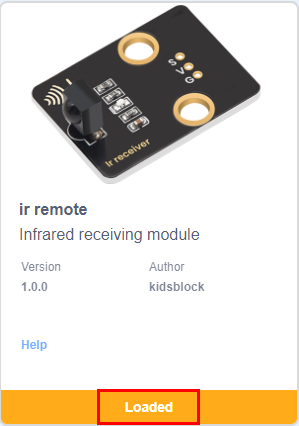 S
V
G
ir receiver
ir remote
Infrared receiving module
Version Author
1.0.0 kidsblock
Help
Loaded